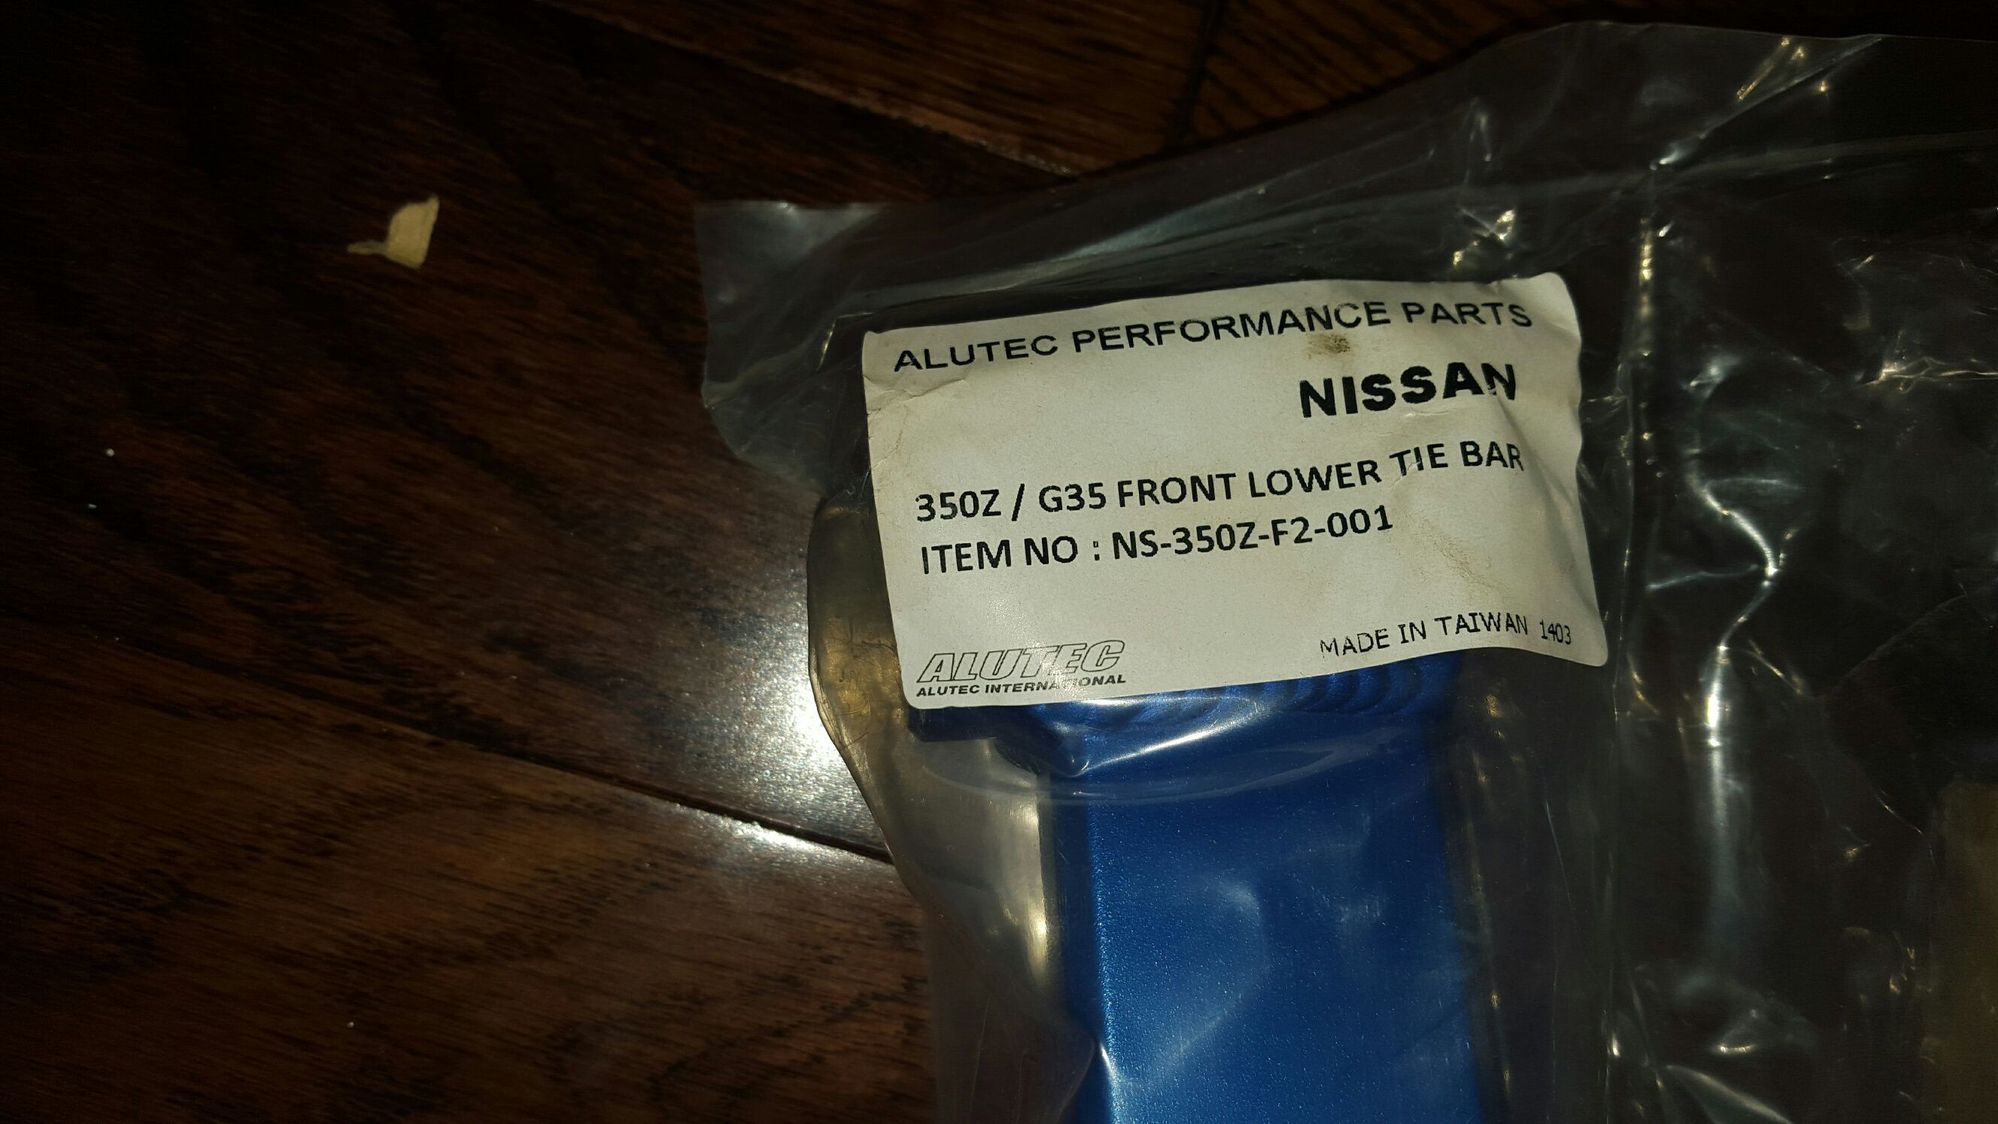 ALUTEC PERFORMANCE PARTS
NISSAN
350Z / G35 FRONT LOWER TIE BAR
ITEM NO : NS-350Z-F2-001
MADE IN TAIWAN 1403
ALUTEC
ALUTEC INTERNATIONAL